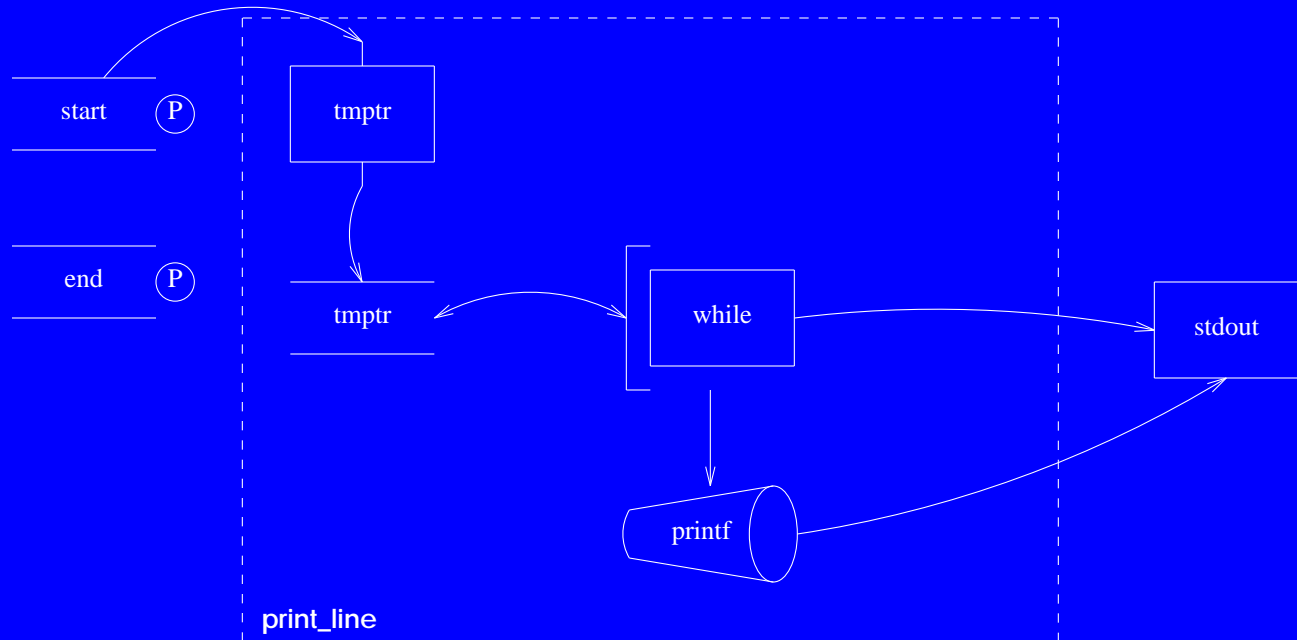 start
P
tmptr
end
P
tmptr
while
stdout
printf
print_line